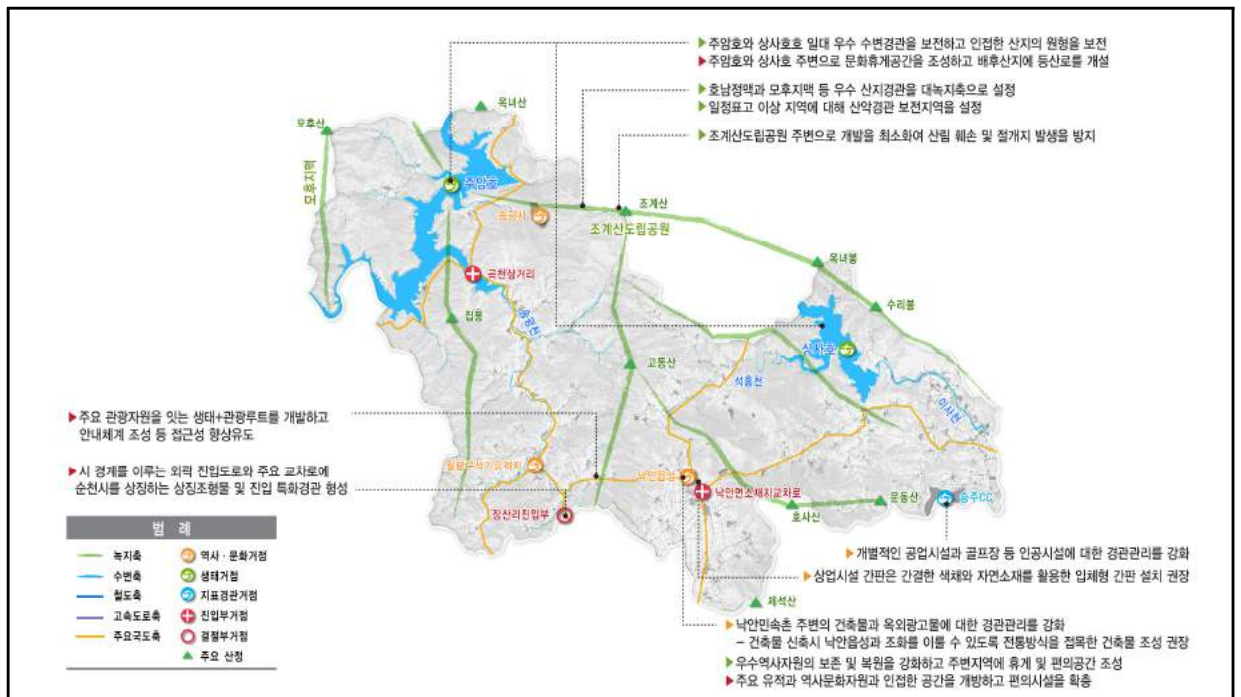 ▶주암호와 상사호호 일대 우수 수변경관을 보전하고 인접한 산지의 원형을 보전
▶주암호와 상사호 주변으로 문화휴게공간을 조성하고 배후산지에 등산로를 개설
▶호남정맥과 모후지맥 등 우수 산지경관을 대녹지축으로 설정
▶일정표고 이상 지역에 대해 산악경관 보전지역을 설정
▶조계산도립공원 주변으로 개발을 최소화여 산림 훼손 및 절개지 발생을 방지
옥녀산
모후산
모후지맥
주암호
송광사
조계산
조계산도립공원
옥녀봉
곡천삼거리
수리봉
송광천
상사호
고동산
석흥천
이사천
▶주요 관광자원을 잇는 생태+관광루트를 개발하고
안내체계 조성 등 접근성 향상유도
▶시 경계를 이루는 외곽 진입도로와 주요 교차로에
순천시를 상징하는 상징조형물 및 진입 특화경관 형성
낙안읍성
낙안면소재지교차로
장산리진입부
호사산
운동산
승주CC
제석산
범 례
녹지축
역사 · 문화거점
수변축
생태거점
철도축
지표경관거점
고속도로축
진입부거점
주요국도축
결절부거점
주요 산정
▶개별적인 공업시설과 골프장 등 인공시설에 대한 경관관리를 강화
▶상업시설 간판은 간결한 색채와 자연소재를 활용한 입체형 간판 설치 권장
▶낙안민속촌 주변의 건축물과 옥외광고물에 대한 경관관리를 강화
– 건축물 신축시 낙안읍성과 조화를 이룰 수 있도록 전통방식을 접목한 건축물 조성 권장
▶우수역사자원의 보존 및 복원을 강화하고 주변지역에 휴게 및 편의공간 조성
▶주요 유적과 역사문화자원과 인접한 공간을 개방하고 편의시설을 확충